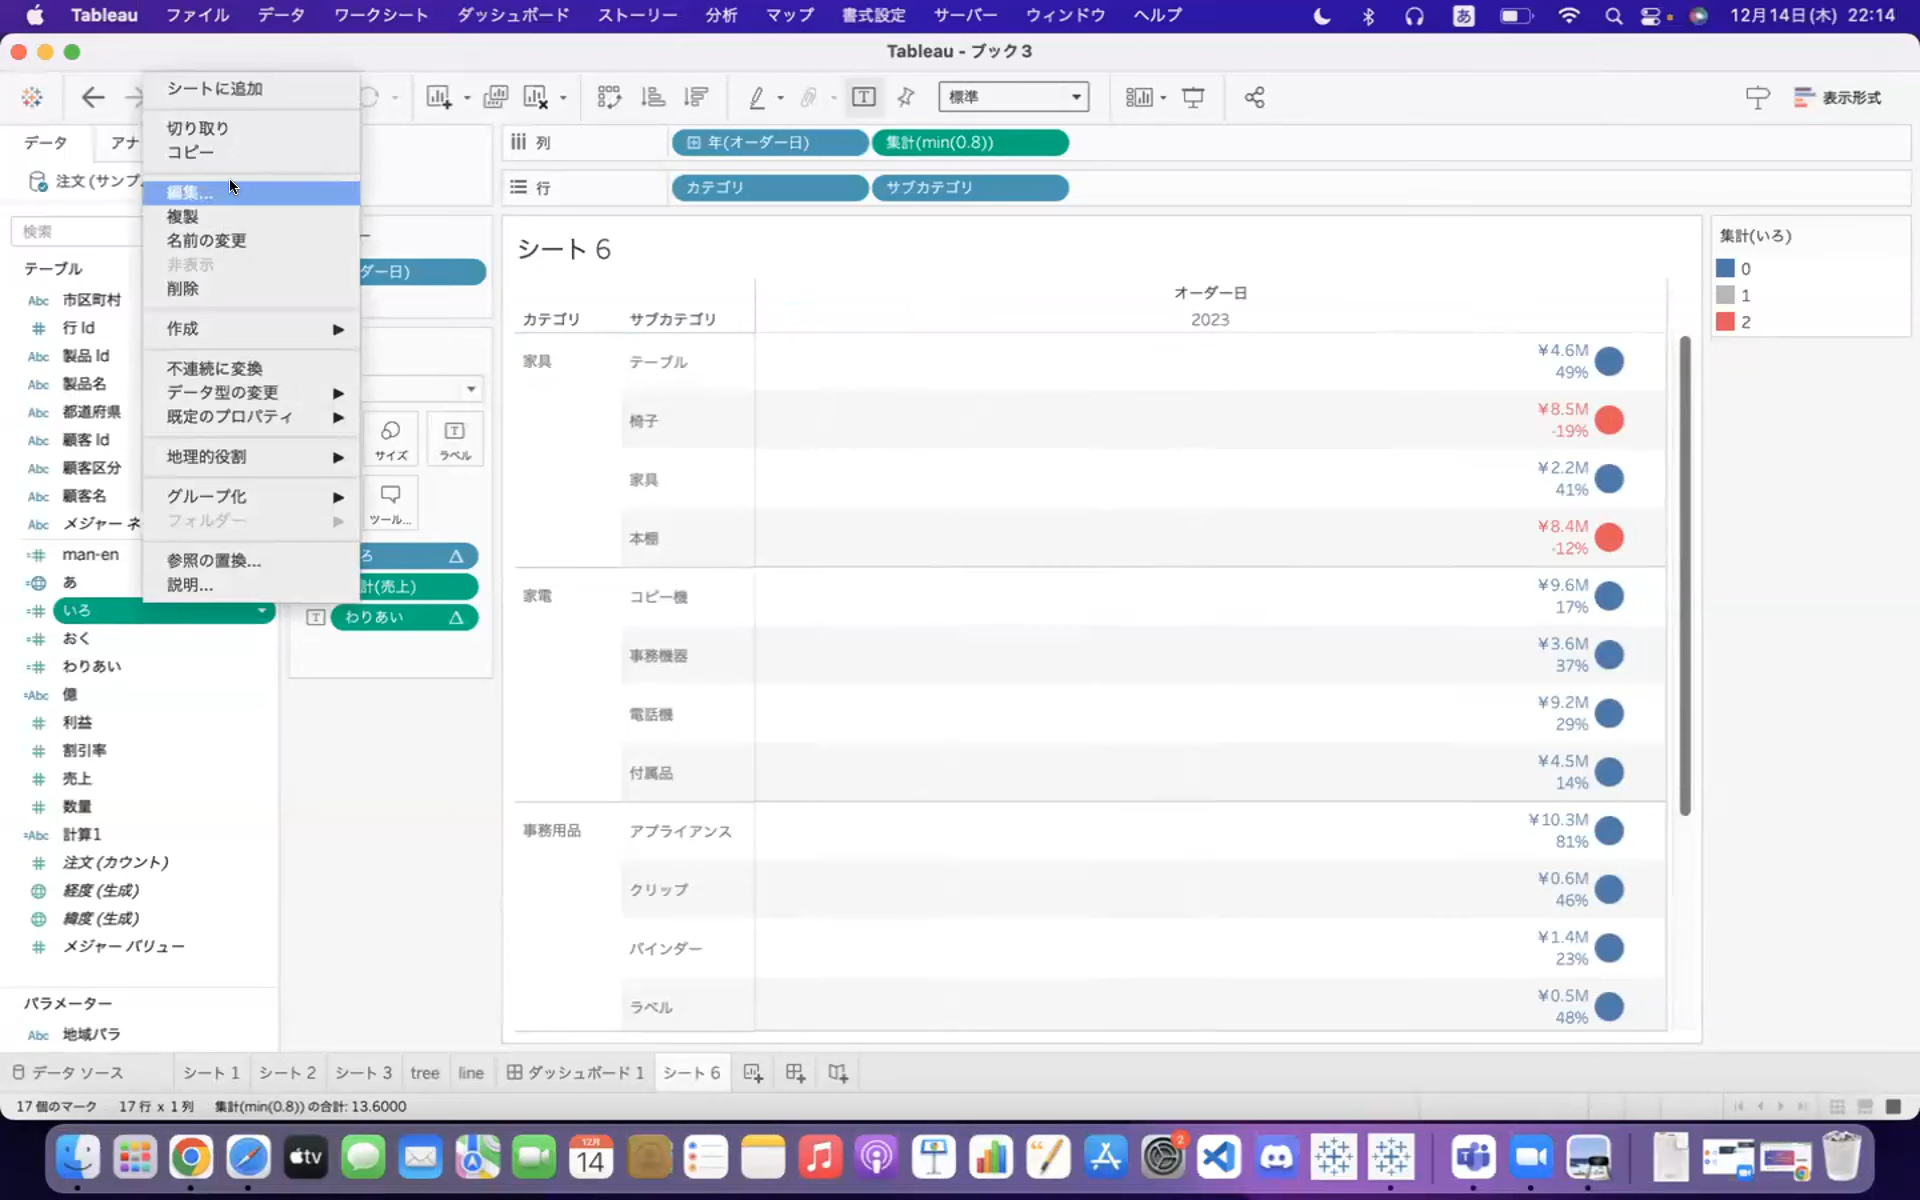 Tableau ファイル データ ワークシート ダッシュボード ストーリー 分析 マップ 書式設定 サーバー ウィンドウ ヘルプ あ 12月14日(木) 22:14
Tableau - ブック3
標準 表示形式
シートに追加
切り取り
コピー
編集...
複製
名前の変更
非表示
削除
作成
不連続に変換
データ型の変更
既定のプロパティ
地理的役割
グループ化
フォルダー
参照の置換...
説明...
データ アナ
注文 (サンプ
検索
テーブル
Abc 市区町村
# 行 Id
Abc 製品 Id
Abc 製品名
Abc 都道府県
Abc 顧客 Id
Abc 顧客区分
Abc 顧客名
Abc メジャー ネ
=# man-en
あ
=# いろ
=# おく
=# わりあい
=Abc 億
# 利益
# 割引率
# 売上
# 数量
=Abc 計算1
# 注文 (カウント)
経度 (生成)
緯度 (生成)
# メジャー バリュー
パラメーター
Abc 地域パラ
ダー日)
サイズ ラベル
ツール...
ろ
計(売上)
わりあい
列 年(オーダー日) 集計(min(0.8))
行 カテゴリ サブカテゴリ
シート 6
オーダー日
カテゴリ サブカテゴリ 2023
家具 テーブル ¥4.6M
49%
椅子 ¥8.5M
-19%
家具 ¥2.2M
41%
本棚 ¥8.4M
-12%
家電 コピー機 ¥9.6M
17%
事務機器 ¥3.6M
37%
電話機 ¥9.2M
29%
付属品 ¥4.5M
14%
事務用品 アプライアンス ¥10.3M
81%
クリップ ¥0.6M
46%
バインダー ¥1.4M
23%
ラベル ¥0.5M
48%
集計(いろ)
0
1
2
データ ソース シート 1 シート 2 シート 3 tree line ダッシュボード 1 シート 6
17 個のマーク 17 行 x 1 列 集計(min(0.8)) の合計: 13.6000
tv 12月 14 2